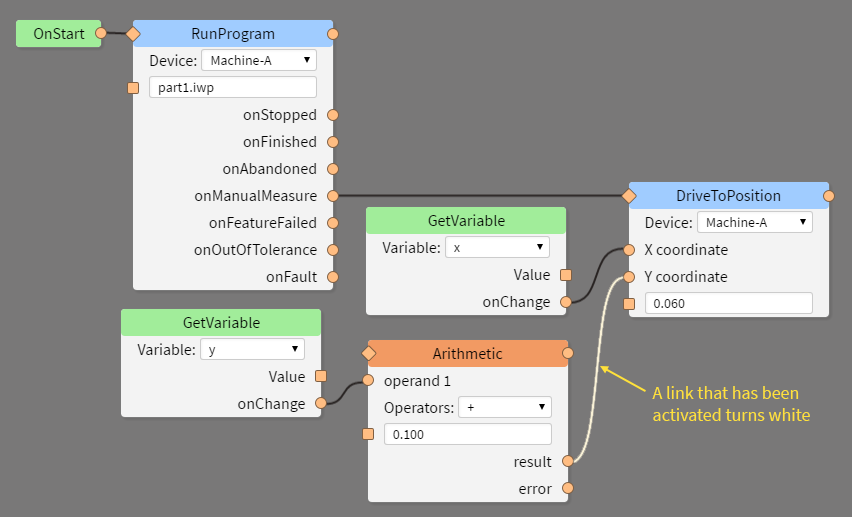 OnStart
RunProgram
Device: Machine-A
part1.iwp
onStopped
onFinished
onAbandoned
onManualMeasure
onFeatureFailed
onOutOfTolerance
onFault
GetVariable
Variable: x
Value
onChange
DriveToPosition
Device: Machine-A
X coordinate
Y coordinate
0.060
GetVariable
Variable: y
Value
onChange
Arithmetic
operand 1
Operators: +
0.100
result
error
A link that has been
activated turns white